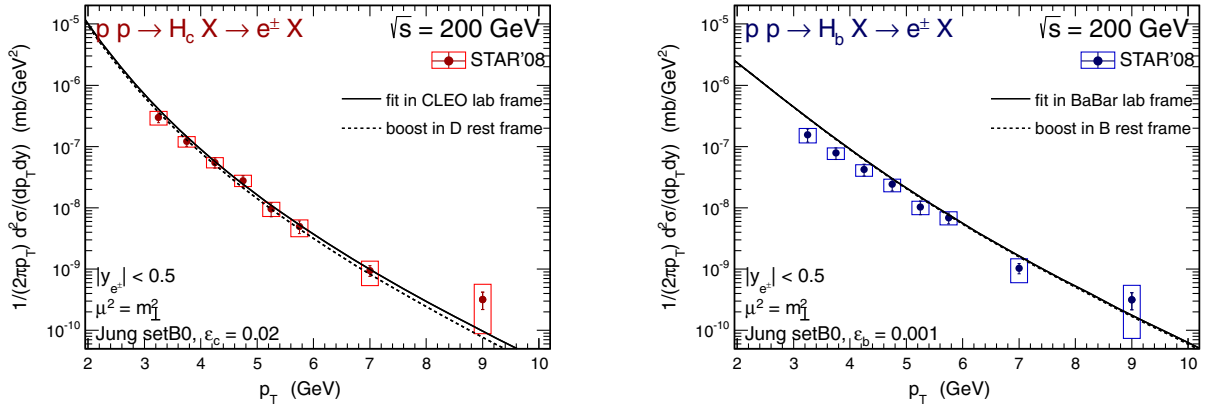 p p → H_c X → e^± X
√s = 200 GeV
STAR'08
fit in CLEO lab frame
boost in D rest frame
|y_{e^±}| < 0.5
μ² = m²_⊥
Jung setB0, ε_c = 0.02
1/(2πp_T) d²σ/(dp_T dy) (mb/GeV²)
10^{-5}
10^{-6}
10^{-7}
10^{-8}
10^{-9}
10^{-10}
2 3 4 5 6 7 8 9 10
p_T (GeV)
p p → H_b X → e^± X
√s = 200 GeV
STAR'08
fit in BaBar lab frame
boost in B rest frame
|y_{e^±}| < 0.5
μ² = m²_⊥
Jung setB0, ε_b = 0.001
1/(2πp_T) d²σ/(dp_T dy) (mb/GeV²)
10^{-5}
10^{-6}
10^{-7}
10^{-8}
10^{-9}
10^{-10}
2 3 4 5 6 7 8 9 10
p_T (GeV)